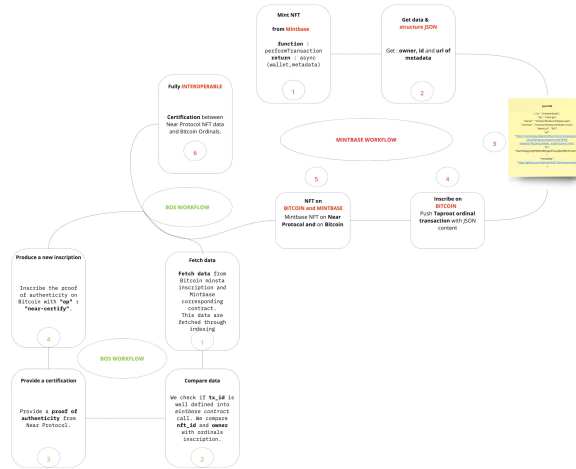 Mint NFT
from Mintbase
function :
performTransaction
return : async
(wallet,metadata)
1
Get data &
structure JSON
Get : owner, id and url of
metadata
2
Fully INTEROPERABLE
Certification between
Near Protocol NFT data
and Bitcoin Ordinals.
6
MINTBASE WORKFLOW
3
5
4
NFT on
BITCOIN and MINTBASE
Mintbase NFT on Near
Protocol and on Bitcoin
Inscribe on
BITCOIN
Push Taproot ordinal
transaction with JSON
content
BOS WORKFLOW
Produce a new inscription
Inscribe the proof
of authenticity on
Bitcoin with "op" :
"near-certify".
4
Fetch data
Fetch data from
Bitcoin minsta
inscription and
Mintbase
corresponding
contract.
This data are
fetched through
indexing
1
BOS WORKFLOW
Provide a certification
Provide a proof of
authenticity from
Near Protocol.
3
Compare data
We check if tx_id is
well defined into
mintbase contract
call. We compare
nft_id and owner
with ordinals
inscription.
2